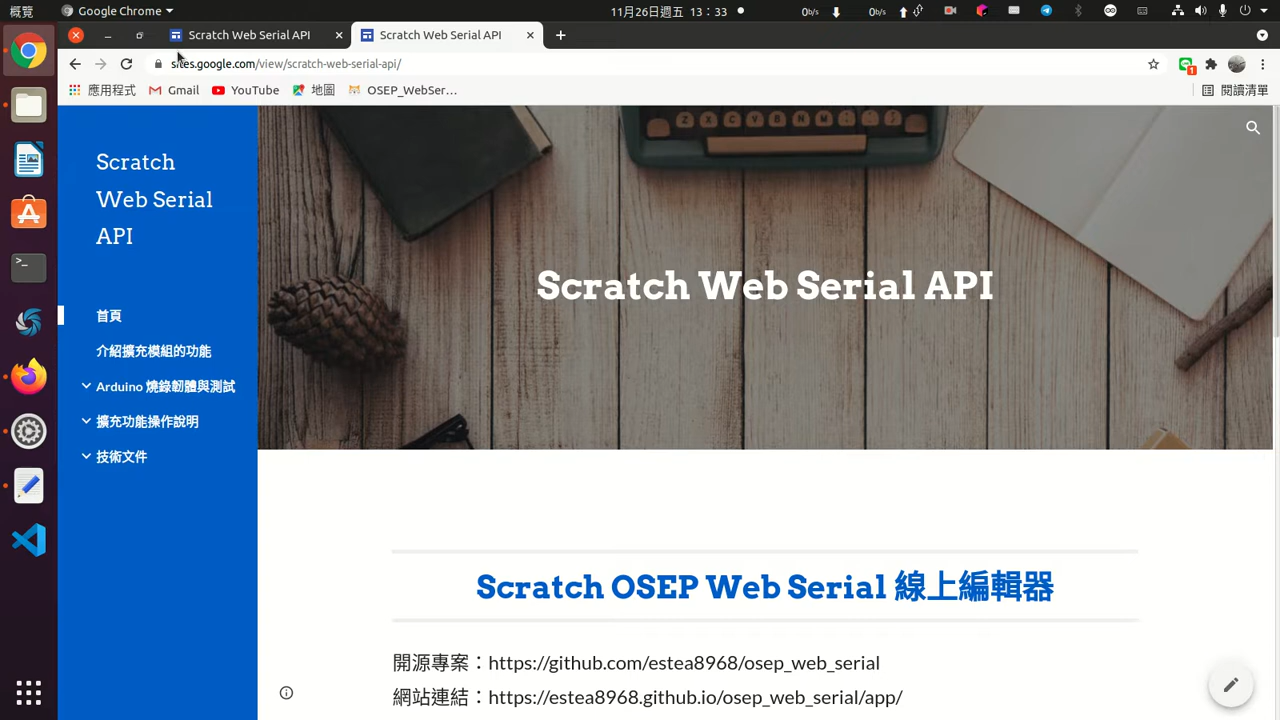 概覽 Google Chrome 11月26日週五 13：33 0b/s 0b/s
Scratch Web Serial API Scratch Web Serial API
sites.google.com/view/scratch-web-serial-api/
應用程式 Gmail YouTube 地圖 OSEP_WebSer… 閱讀清單
Scratch
Web Serial
API
首頁
介紹擴充模組的功能
Arduino 燒錄韌體與測試
擴充功能操作說明
技術文件
Scratch Web Serial API
Scratch OSEP Web Serial 線上編輯器
開源專案：https://github.com/estea8968/osep_web_serial
網站連結：https://estea8968.github.io/osep_web_serial/app/